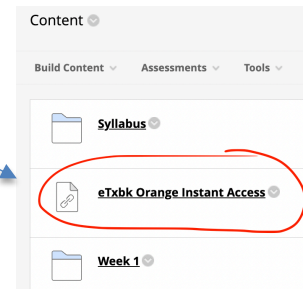 Content
Build Content Assessments Tools
Syllabus
eTxbk Orange Instant Access
Week 1